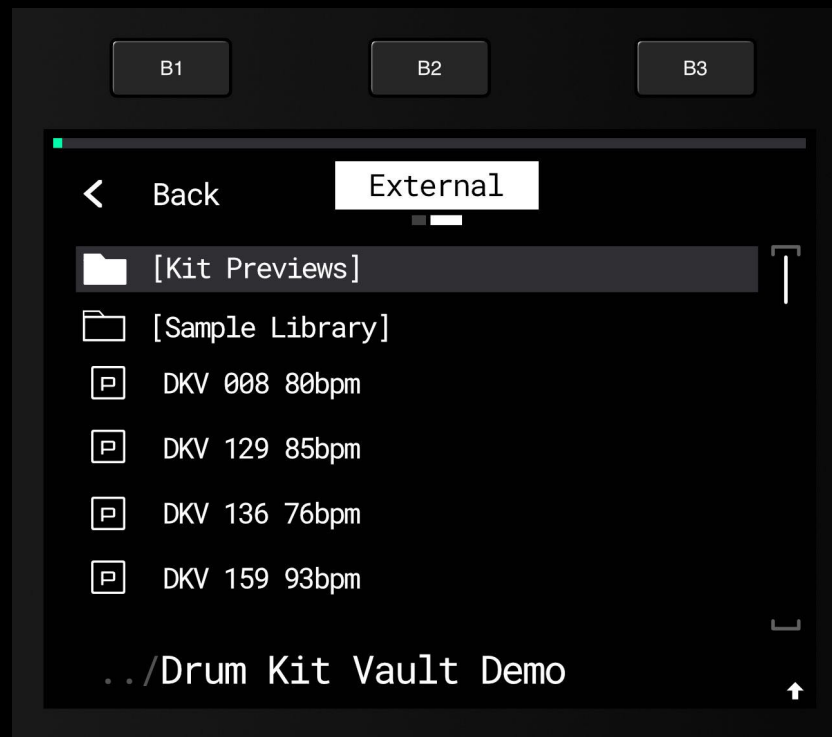 B1 B2 B3
Back External
[Kit Previews]
[Sample Library]
P DKV 008 80bpm
P DKV 129 85bpm
P DKV 136 76bpm
P DKV 159 93bpm
../Drum Kit Vault Demo